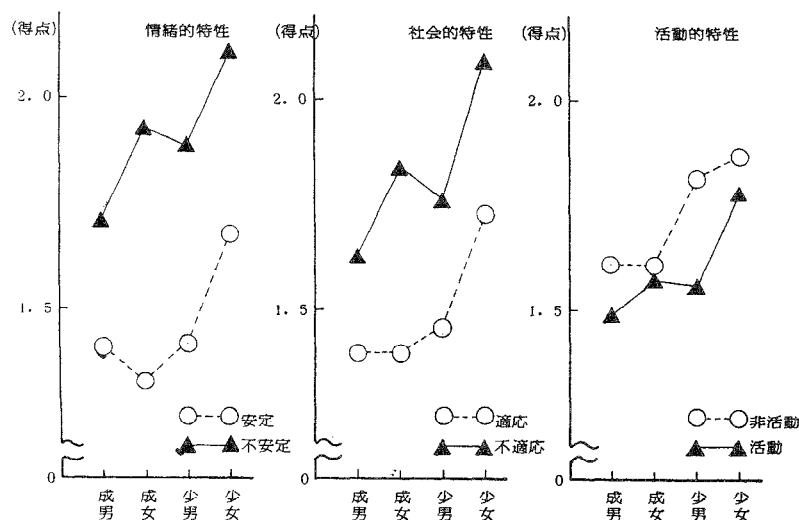 (得点) 情緒的特性
2. 0
1. 5
0
安定
不安定
成男 成女 少男 少女
(得点) 社会的特性
2. 0
1. 5
0
適応
不適応
成男 成女 少男 少女
(得点) 活動的特性
2. 0
1. 5
0
非活動
活動
成男 成女 少男 少女